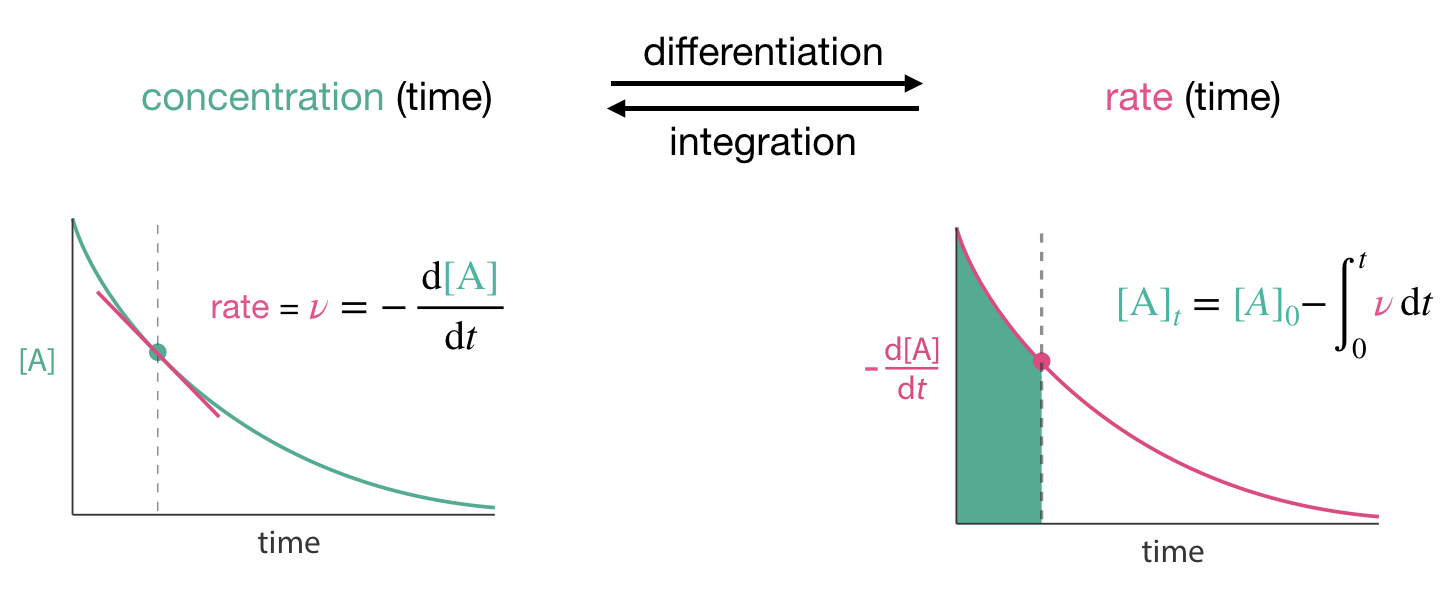 differentiation
concentration (time)
rate (time)
integration
rate = ν = − d[A]/dt
[A]
time
[A]ₜ = [A]₀− ∫₀ᵗ ν dt
- d[A]/dt
time